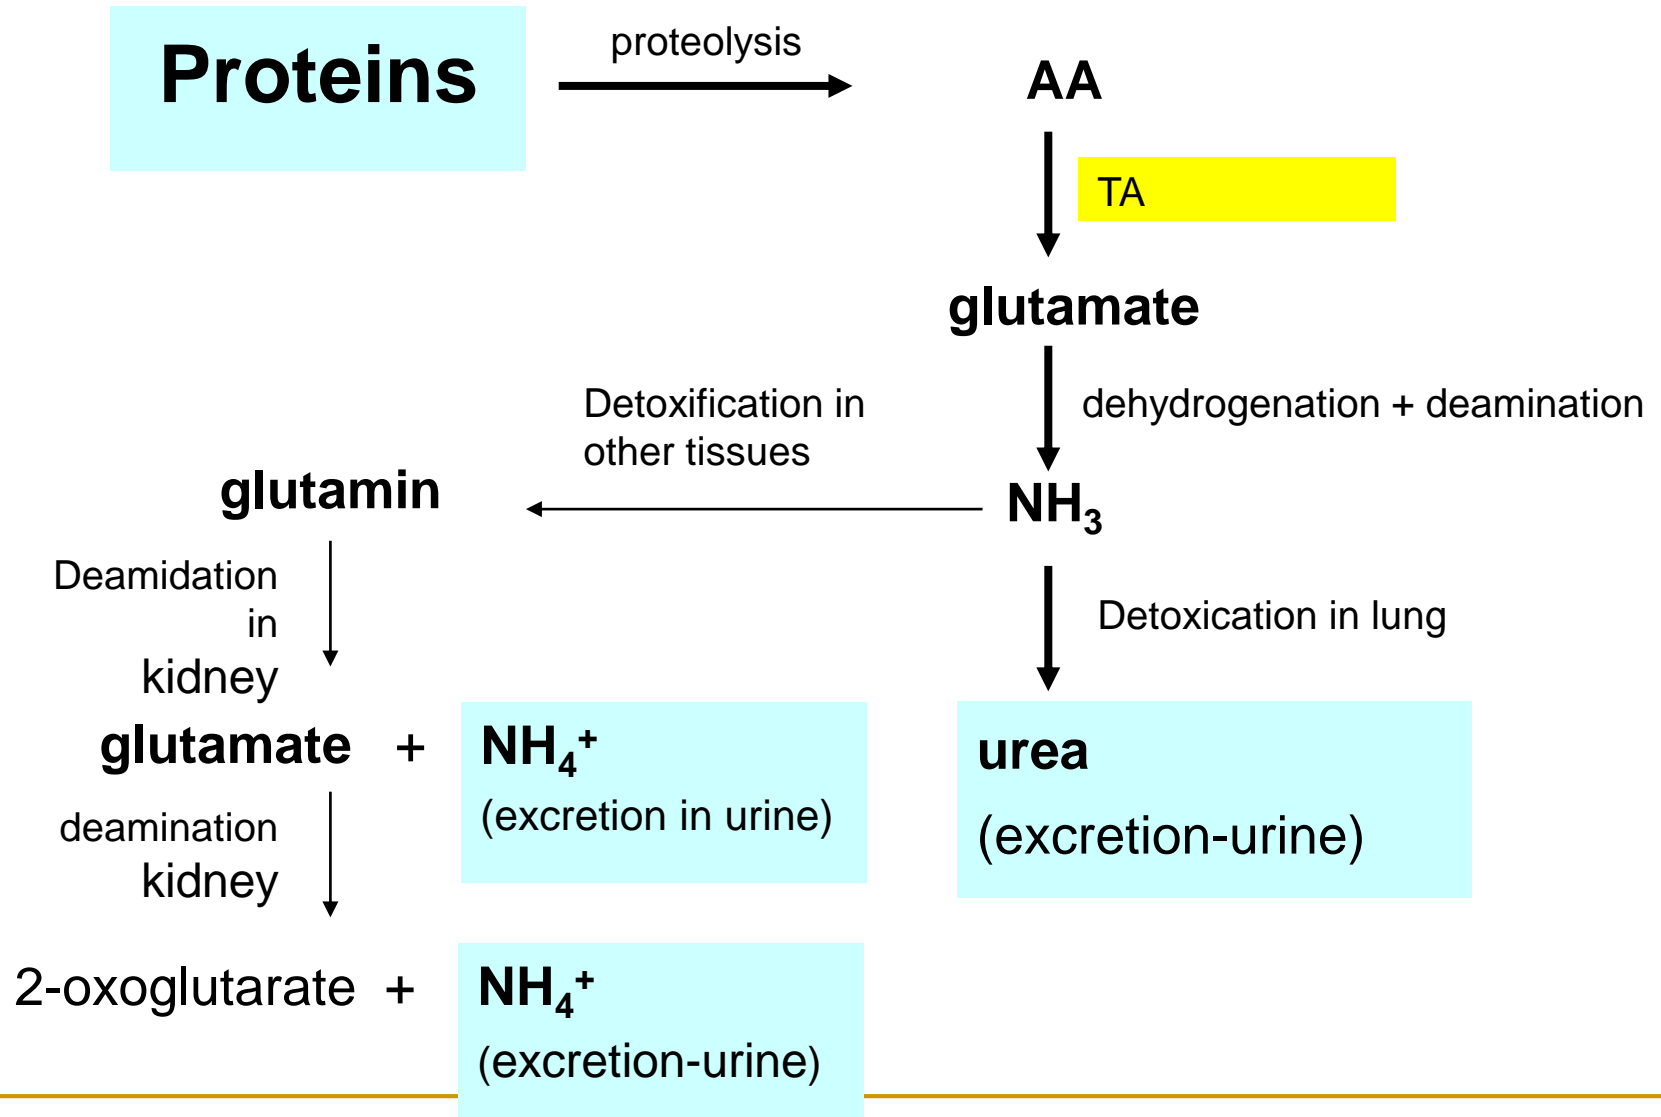 Proteins
proteolysis
AA
TA
glutamate
Detoxification in
other tissues
dehydrogenation + deamination
glutamin
NH₃
Deamidation
in
kidney
Detoxication in lung
glutamate +
NH₄⁺
(excretion in urine)
urea
(excretion-urine)
deamination
kidney
2-oxoglutarate +
NH₄⁺
(excretion-urine)